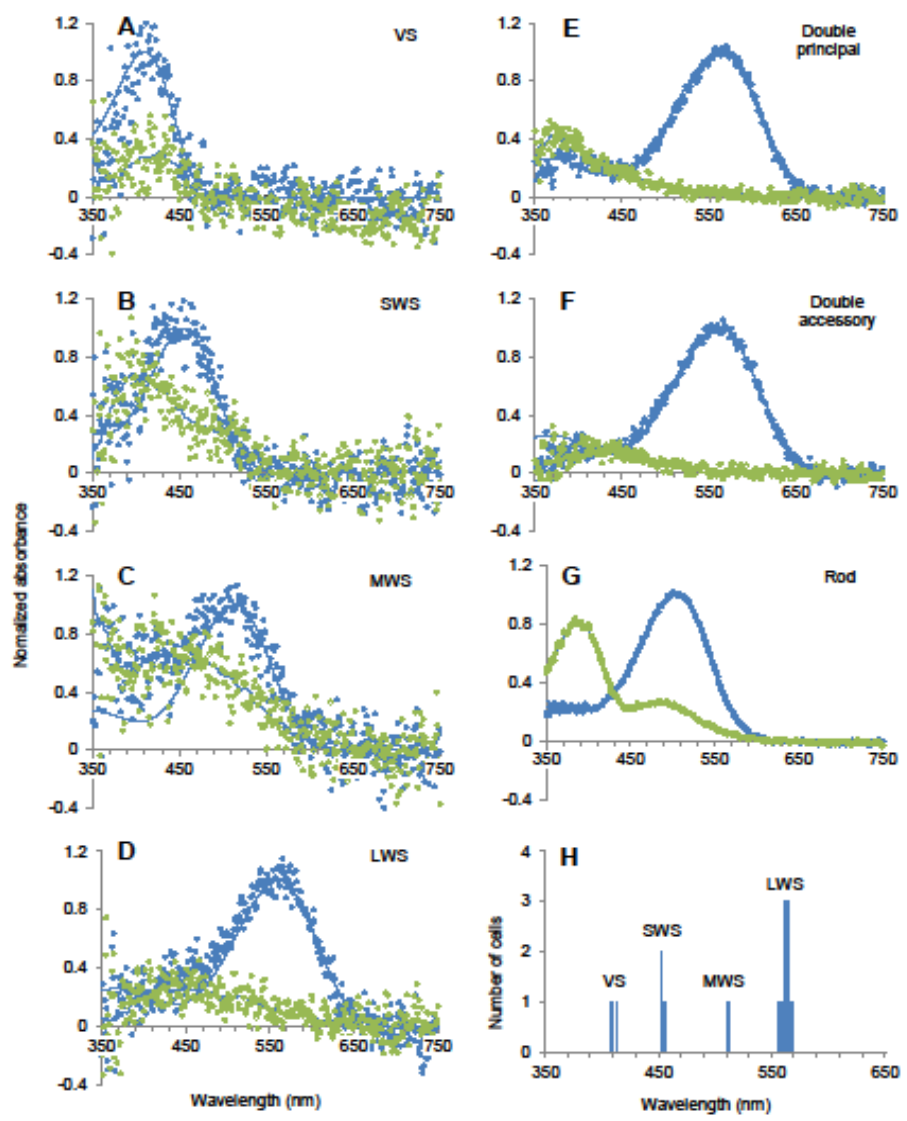 A
VS
1.2
0.8
0.4
0
-0.4
350 450 550 650 750
E
Double
principal
1.2
0.8
0.4
0
-0.4
350 450 550 650 750
B
SWS
1.2
0.8
0.4
0
-0.4
350 450 550 650 750
F
Double
accessory
1.2
0.8
0.4
0
-0.4
350 450 550 650 750
Normalized absorbance
C
MWS
1.2
0.8
0.4
0
-0.4
350 450 550 650 750
G
Rod
1.2
0.8
0.4
0
-0.4
350 450 550 650 750
D
LWS
1.2
0.8
0.4
0
-0.4
350 450 550 650 750
Wavelength (nm)
H
Number of cells
4
3
2
1
0
VS
SWS
MWS
LWS
350 450 550 650
Wavelength (nm)